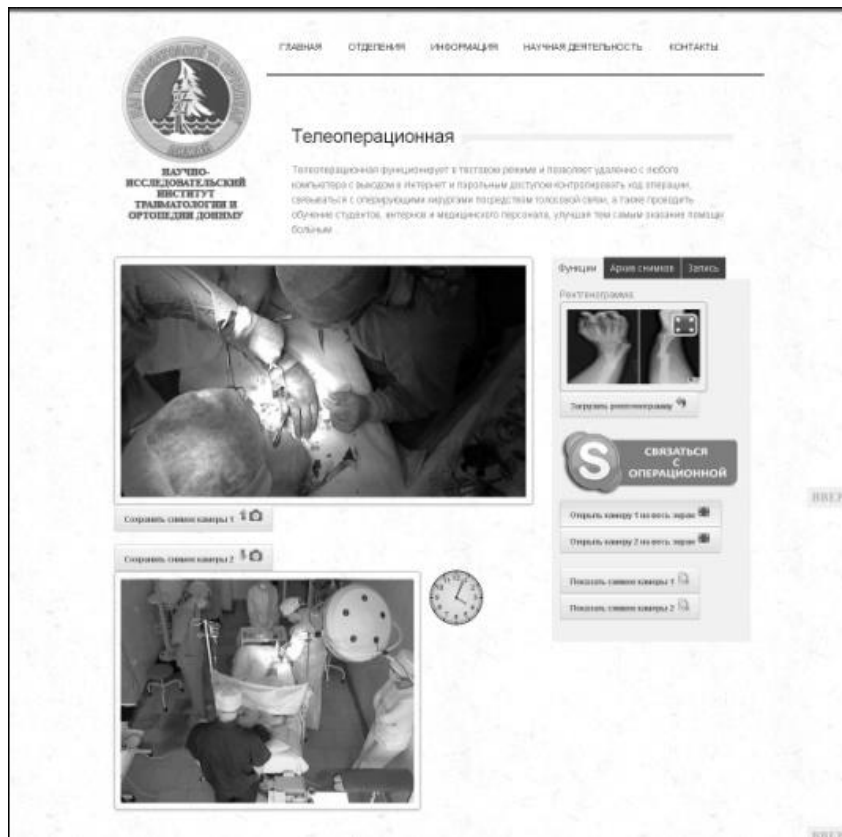 ГЛАВНАЯ ОТДЕЛЕНИЯ ИНФОРМАЦИЯ НАУЧНАЯ ДЕЯТЕЛЬНОСТЬ КОНТАКТЫ
НАУЧНО-
ИССЛЕДОВАТЕЛЬСКИЙ
ИНСТИТУТ
ТРАВМАТОЛОГИИ И
ОРТОПЕДИИ ДОННМУ
Телеоперационная
Телеоперационная функционирует в тестовом режиме и позволяет удаленно с любого
компьютера с выходом в Интернет и парольным доступом контролировать ход операции,
связываться с оперирующими хирургами посредством голосовой связи, а также проводить
обучение студентов, интернов и медицинского персонала, улучшая тем самым оказание помощи
больным
Функции Архив снимков Запись
Рентгенограмма
Загрузить рентгенограмму
S СВЯЗАТЬСЯ
С
ОПЕРАЦИОННОЙ
Сохранить снимок камеры 1
Открыть камеру 1 на весь экран
Открыть камеру 2 на весь экран
Сохранить снимок камеры 2
Показать снимок камеры 1
Показать снимок камеры 2